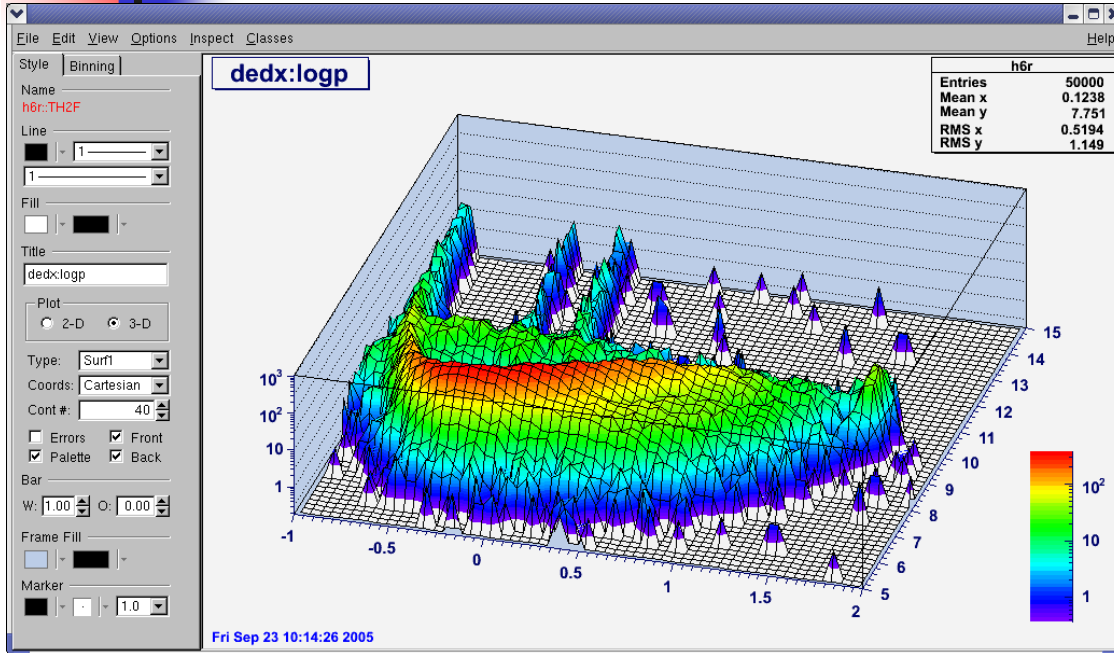 File Edit View Options Inspect Classes Help
Style Binning
Name
h6r::TH2F
Line
1
1
Fill
Title
dedx:logp
Plot
2-D 3-D
Type: Surf1
Coords: Cartesian
Cont #: 40
Errors Front
Palette Back
Bar
W: 1.00 O: 0.00
Frame Fill
Marker
1.0
dedx:logp
h6r
Entries 50000
Mean x 0.1238
Mean y 7.751
RMS x 0.5194
RMS y 1.149
10³
10²
10
1
-1
-0.5
0
0.5
1
1.5
2
5
6
7
8
9
10
11
12
13
14
15
10²
10
1
Fri Sep 23 10:14:26 2005